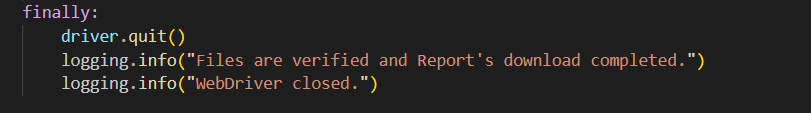 finally:
    driver.quit()
    logging.info("Files are verified and Report's download completed.")
    logging.info("WebDriver closed.")